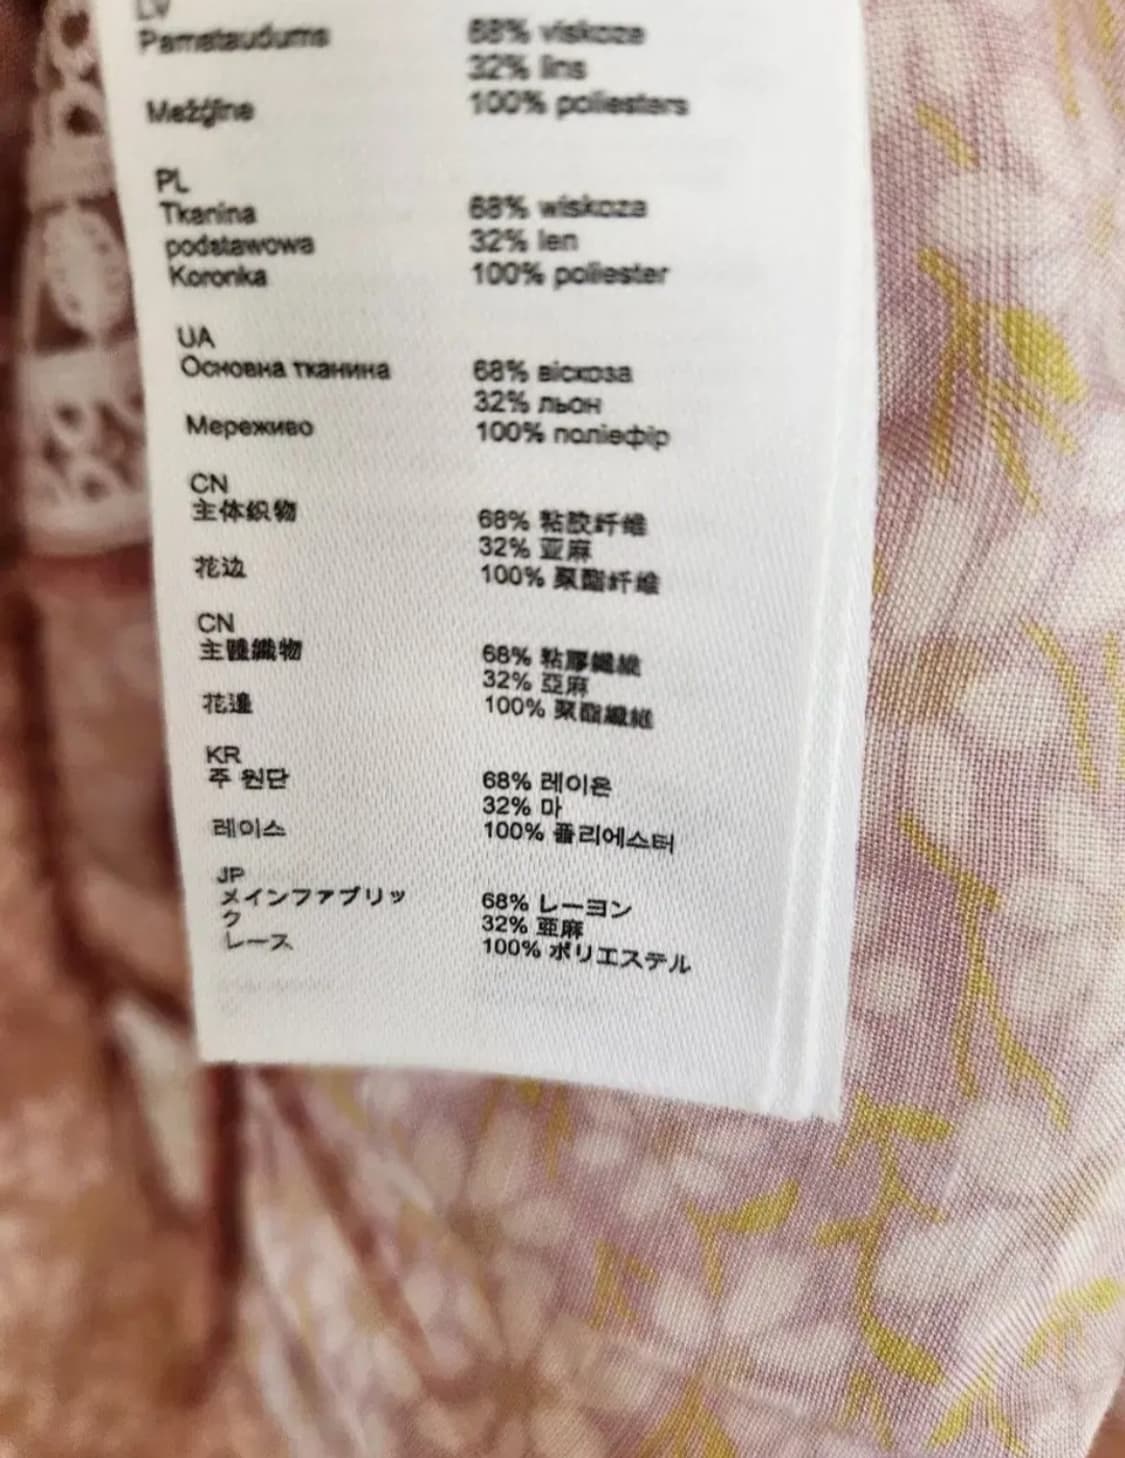 LV
Pamataudums 68% viskoze
32% lins
Mežģīne 100% poliesters
PL
Tkanina 68% wiskoza
podstawowa 32% len
Koronka 100% poliester
UA
Основна тканина 68% віскоза
32% льон
Мереживо 100% поліефір
CN
主体织物 68% 粘胶纤维
32% 亚麻
花边 100% 聚酯纤维
CN
主體織物 68% 粘膠纖維
32% 亞麻
花邊 100% 聚酯纖維
KR
주 원단 68% 레이온
32% 마
레이스 100% 폴리에스터
JP
メインファブリッ 68% レーヨン
ク 32% 亜麻
レース 100% ポリエステル